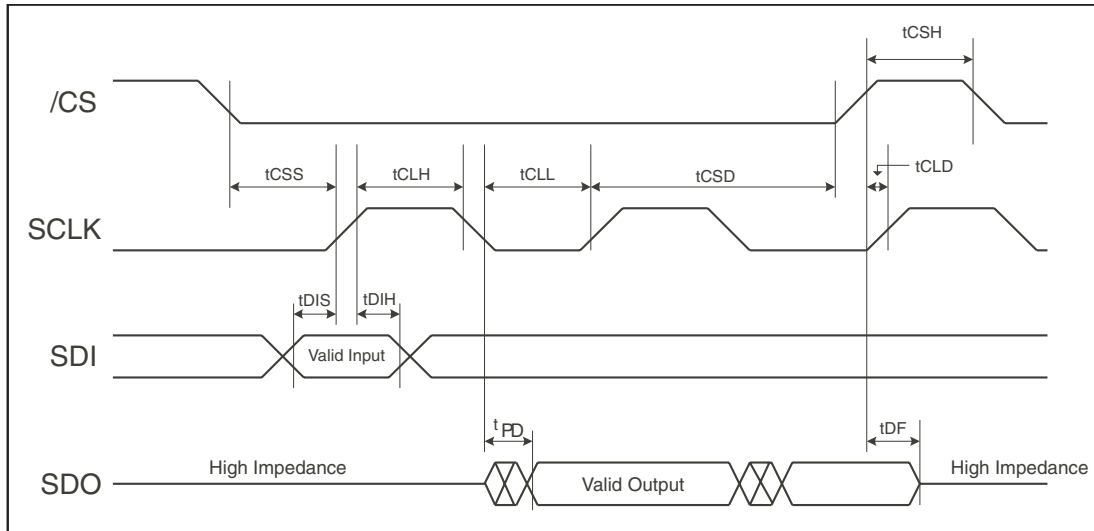 tCSH
/CS
tCSS
tCLH
tCLL
tCSD
tCLD
SCLK
tDIS
tDIH
SDI
Valid Input
tPD
tDF
SDO
High Impedance
Valid Output
High Impedance